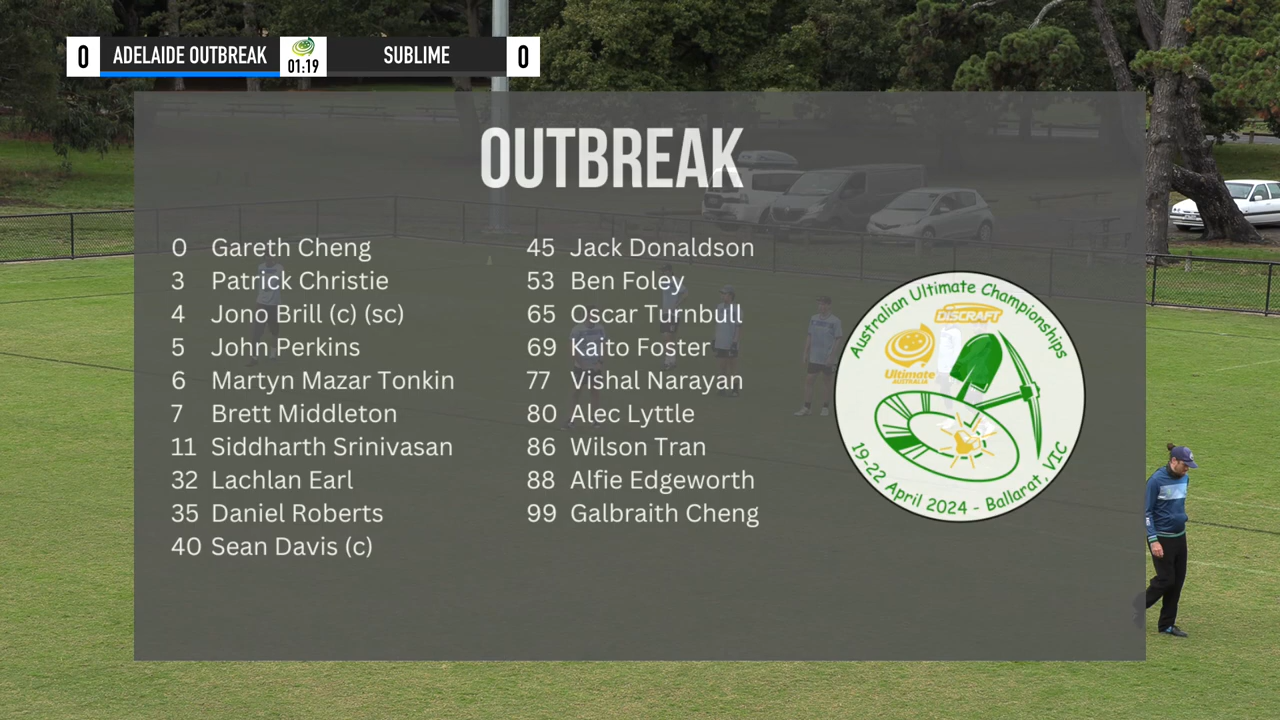 0 ADELAIDE OUTBREAK 01:19 SUBLIME 0
OUTBREAK
0 Gareth Cheng
3 Patrick Christie
4 Jono Brill (c) (sc)
5 John Perkins
6 Martyn Mazar Tonkin
7 Brett Middleton
11 Siddharth Srinivasan
32 Lachlan Earl
35 Daniel Roberts
40 Sean Davis (c)
45 Jack Donaldson
53 Ben Foley
65 Oscar Turnbull
69 Kaito Foster
77 Vishal Narayan
80 Alec Lyttle
86 Wilson Tran
88 Alfie Edgeworth
99 Galbraith Cheng
Australian Ultimate Championships
DISCRAFT
Ultimate
AUSTRALIA
19-22 April 2024 - Ballarat, VIC